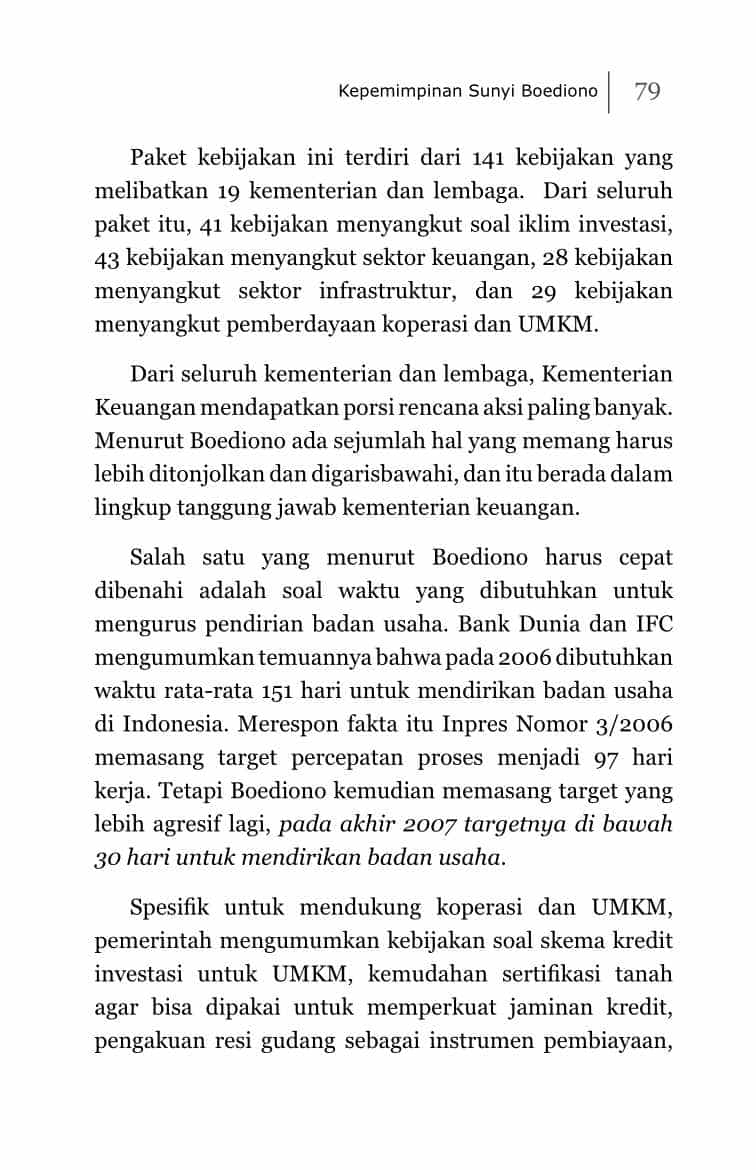 Kepemimpinan Sunyi Boediono 79
Paket kebijakan ini terdiri dari 141 kebijakan yang
melibatkan 19 kementerian dan lembaga. Dari seluruh
paket itu, 41 kebijakan menyangkut soal iklim investasi,
43 kebijakan menyangkut sektor keuangan, 28 kebijakan
menyangkut sektor infrastruktur, dan 29 kebijakan
menyangkut pemberdayaan koperasi dan UMKM.
Dari seluruh kementerian dan lembaga, Kementerian
Keuangan mendapatkan porsi rencana aksi paling banyak.
Menurut Boediono ada sejumlah hal yang memang harus
lebih ditonjolkan dan digarisbawahi, dan itu berada dalam
lingkup tanggung jawab kementerian keuangan.
Salah satu yang menurut Boediono harus cepat
dibenahi adalah soal waktu yang dibutuhkan untuk
mengurus pendirian badan usaha. Bank Dunia dan IFC
mengumumkan temuannya bahwa pada 2006 dibutuhkan
waktu rata-rata 151 hari untuk mendirikan badan usaha
di Indonesia. Merespon fakta itu Inpres Nomor 3/2006
memasang target percepatan proses menjadi 97 hari
kerja. Tetapi Boediono kemudian memasang target yang
lebih agresif lagi, pada akhir 2007 targetnya di bawah
30 hari untuk mendirikan badan usaha.
Spesifik untuk mendukung koperasi dan UMKM,
pemerintah mengumumkan kebijakan soal skema kredit
investasi untuk UMKM, kemudahan sertifikasi tanah
agar bisa dipakai untuk memperkuat jaminan kredit,
pengakuan resi gudang sebagai instrumen pembiayaan,